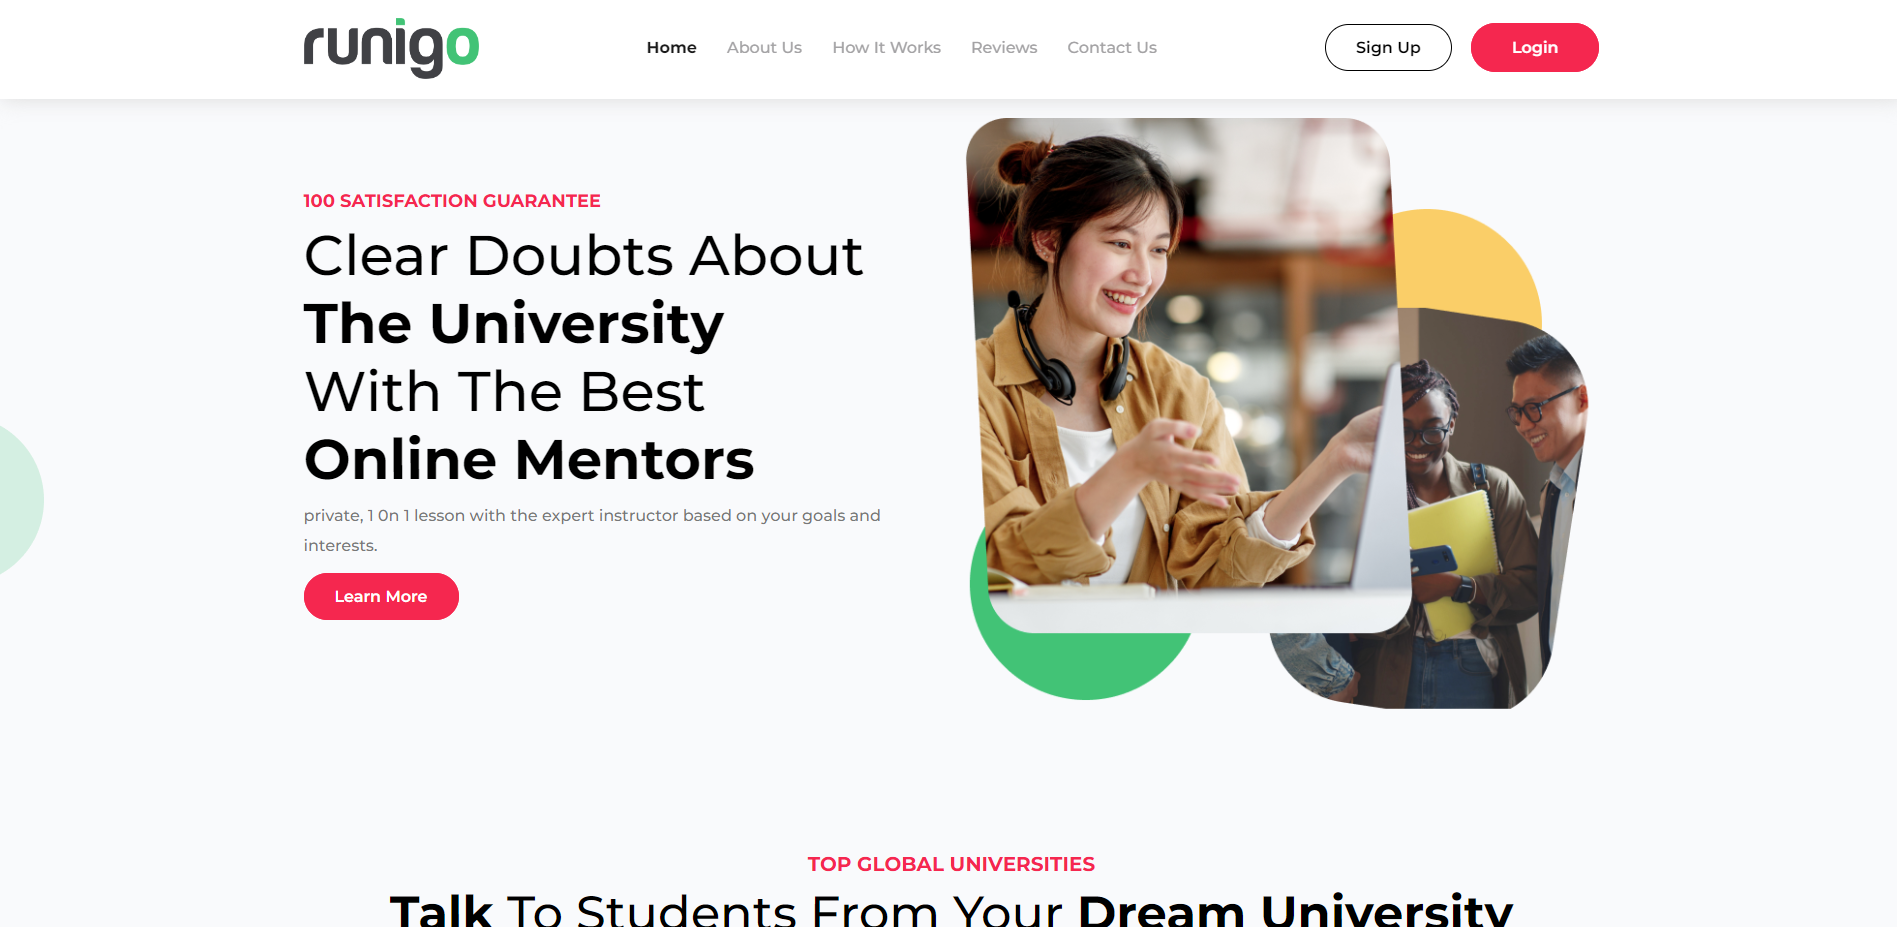 runigo
Home About Us How It Works Reviews Contact Us Sign Up Login
100 SATISFACTION GUARANTEE
Clear Doubts About
The University
With The Best
Online Mentors
private, 1 0n 1 lesson with the expert instructor based on your goals and
interests.
Learn More
TOP GLOBAL UNIVERSITIES
Talk To Students From Your Dream University